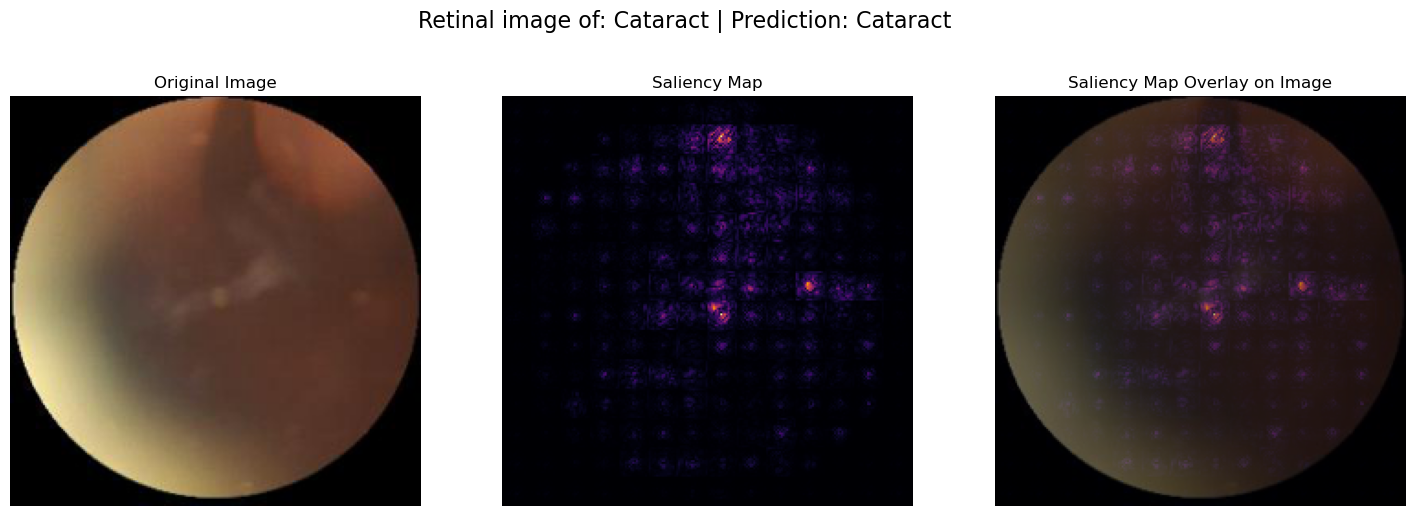 Retinal image of: Cataract | Prediction: Cataract
Original Image
Saliency Map
Saliency Map Overlay on Image